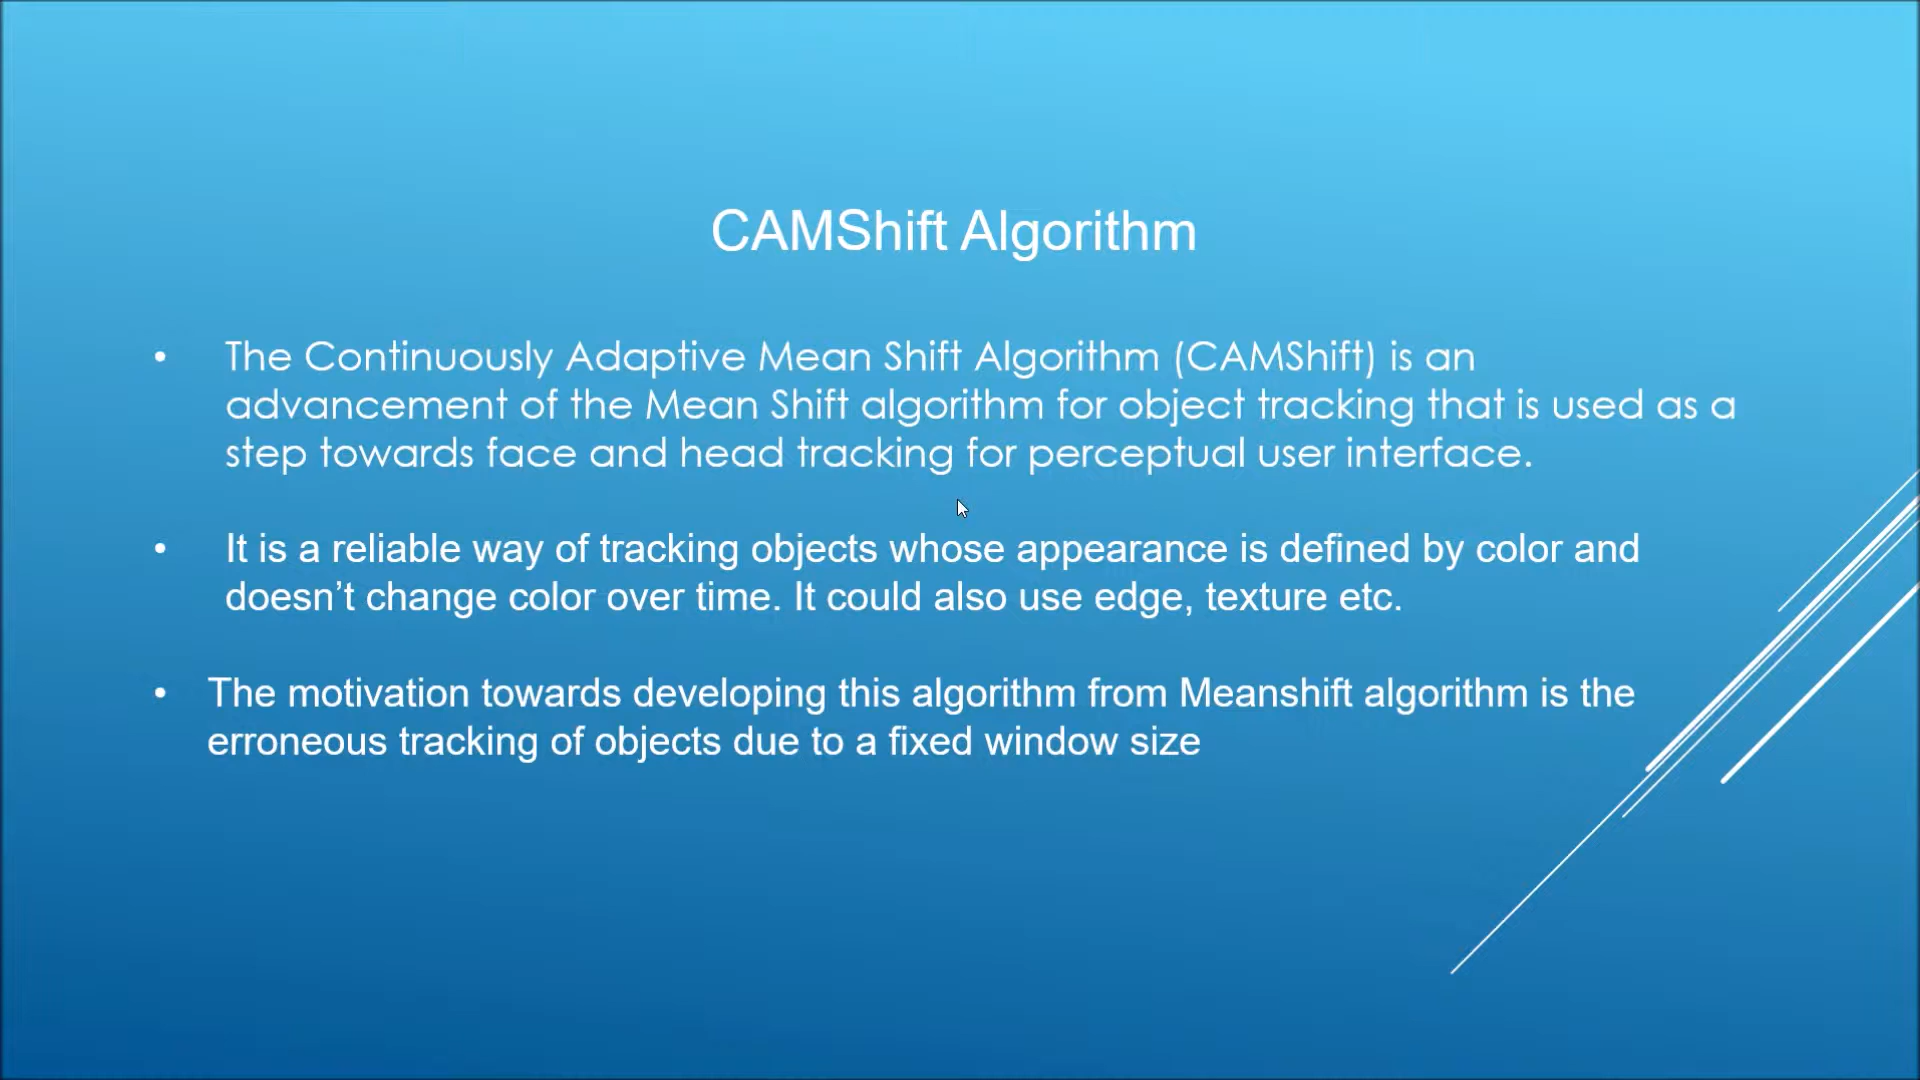 CAMShift Algorithm
• The Continuously Adaptive Mean Shift Algorithm (CAMShift) is an
advancement of the Mean Shift algorithm for object tracking that is used as a
step towards face and head tracking for perceptual user interface.
• It is a reliable way of tracking objects whose appearance is defined by color and
doesn’t change color over time. It could also use edge, texture etc.
• The motivation towards developing this algorithm from Meanshift algorithm is the
erroneous tracking of objects due to a fixed window size